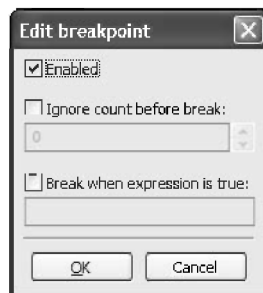 Edit breakpoint
Enabled
Ignore count before break:
0
Break when expression is true:
OK
Cancel